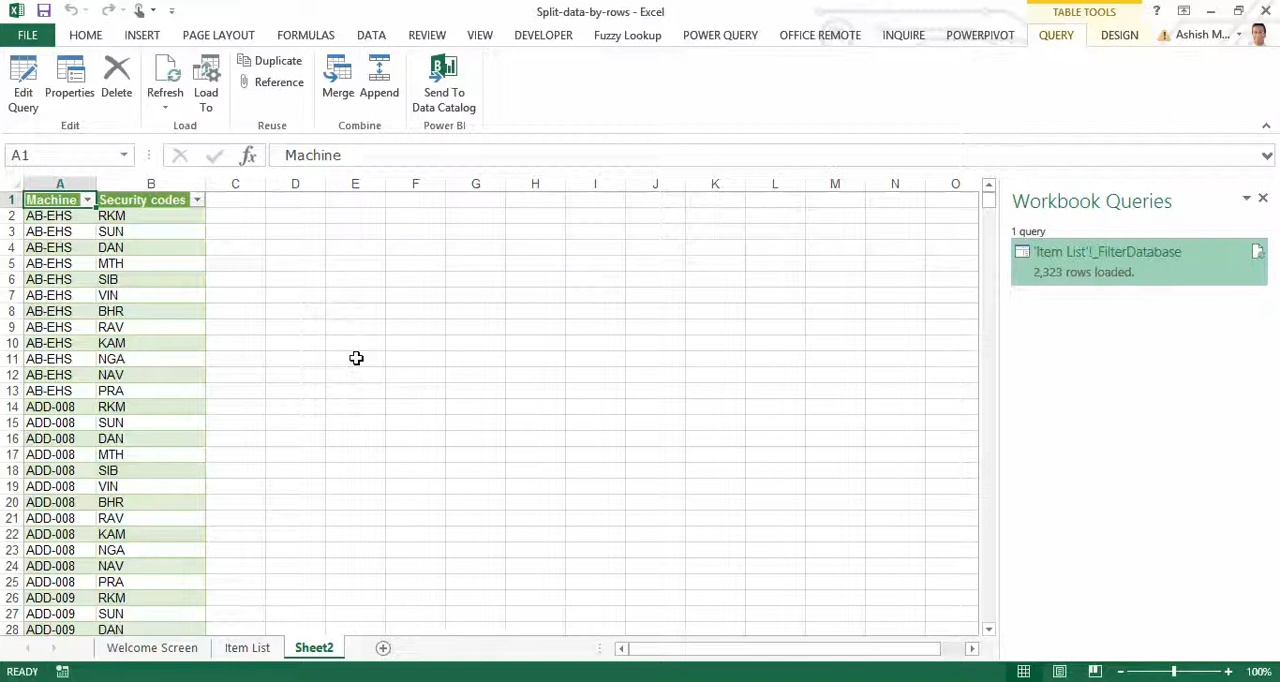 Split-data-by-rows - Excel
TABLE TOOLS
FILE HOME INSERT PAGE LAYOUT FORMULAS DATA REVIEW VIEW DEVELOPER Fuzzy Lookup POWER QUERY OFFICE REMOTE INQUIRE POWERPIVOT QUERY DESIGN Ashish M...
Edit Query
Properties
Delete
Refresh
Load To
Duplicate
Reference
Merge
Append
Send To Data Catalog
Edit Load Reuse Combine Power BI
A1 fx Machine
A B C D E F G H I J K L M N O
1 Machine Security codes
2 AB-EHS RKM
3 AB-EHS SUN
4 AB-EHS DAN
5 AB-EHS MTH
6 AB-EHS SIB
7 AB-EHS VIN
8 AB-EHS BHR
9 AB-EHS RAV
10 AB-EHS KAM
11 AB-EHS NGA
12 AB-EHS NAV
13 AB-EHS PRA
14 ADD-008 RKM
15 ADD-008 SUN
16 ADD-008 DAN
17 ADD-008 MTH
18 ADD-008 SIB
19 ADD-008 VIN
20 ADD-008 BHR
21 ADD-008 RAV
22 ADD-008 KAM
23 ADD-008 NGA
24 ADD-008 NAV
25 ADD-008 PRA
26 ADD-009 RKM
27 ADD-009 SUN
28 ADD-009 DAN
Workbook Queries
1 query
'Item List'!_FilterDatabase
2,323 rows loaded.
Welcome Screen Item List Sheet2
READY 100%